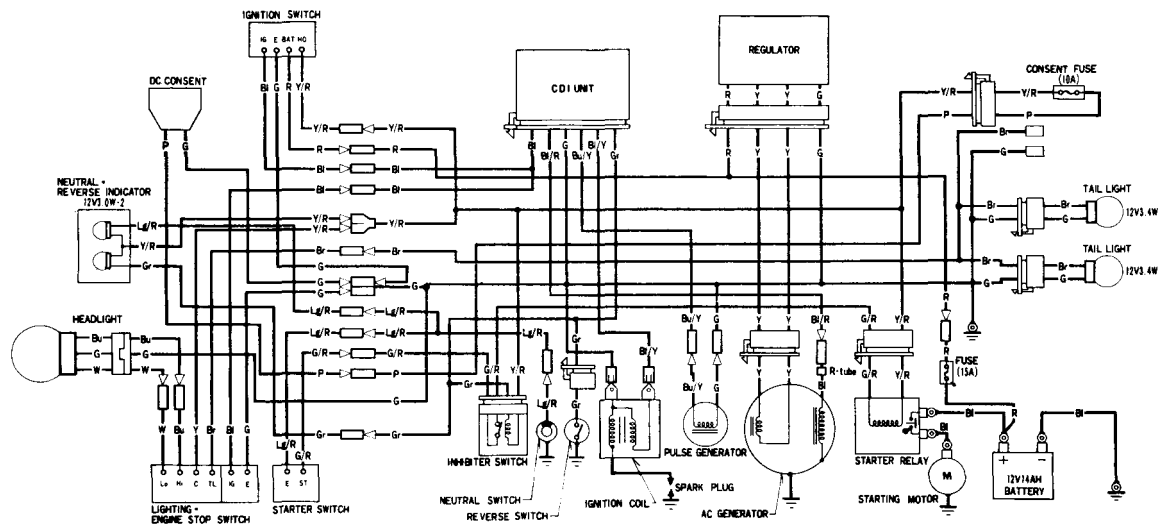 IGNITION SWITCH
IG E BAT HO
DC CONSENT
CDI UNIT
REGULATOR
CONSENT FUSE
(10A)
P G
Bl G R Y/R
R Y Y G
Y/R Y/R
P P
Y/R Y/R
R R
Bl Bl
Bl Bl
Bl Bl/R G Bu/Y Bl/Y Gr
R Y Y G
Br
G
NEUTRAL -
REVERSE INDICATOR
12V3.0W-2
Lg/R
Y/R
Gr
Y/R
Y/R
Y/R
Br Br
G
G
G
TAIL LIGHT
12V3.4W
Br Br
G G
TAIL LIGHT
12V3.4W
Br Br
G G
HEADLIGHT
Bu Bu
G G
W W
Lg/R Lg/R
Lg/R Lg/R
G/R G/R
P P
G
Gr Gr
G/R Y/R
Lg/R
Lg/R
Gr
Gr
Bl/Y
Bu/Y G
Bu/Y G
Bl/R
R-tube
Bl
Y Y
G/R Y/R
G/R Y/R
R
R
FUSE
(15A)
W Bu Y Br Bl G
Lg/R G/R
Lo Hi C TL IG E
E ST
LIGHTING -
ENGINE STOP SWITCH
STARTER SWITCH
INHIBITER SWITCH
NEUTRAL SWITCH
REVERSE SWITCH
IGNITION COIL
SPARK PLUG
PULSE GENERATOR
AC GENERATOR
STARTER RELAY
Bl R Bl
Bl
M
STARTING MOTOR
+ -
12V14AH
BATTERY